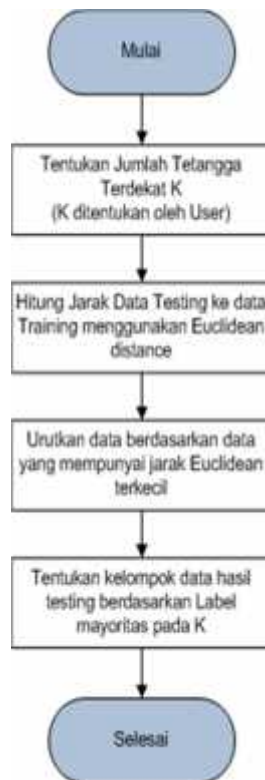 Mulai
Tentukan Jumlah Tetangga
Terdekat K
(K ditentukan oleh User)
Hitung Jarak Data Testing ke data
Training menggunakan Euclidean
distance
Urutkan data berdasarkan data
yang mempunyai jarak Euclidean
terkecil
Tentukan kelompok data hasil
testing berdasarkan Label
mayoritas pada K
Selesai